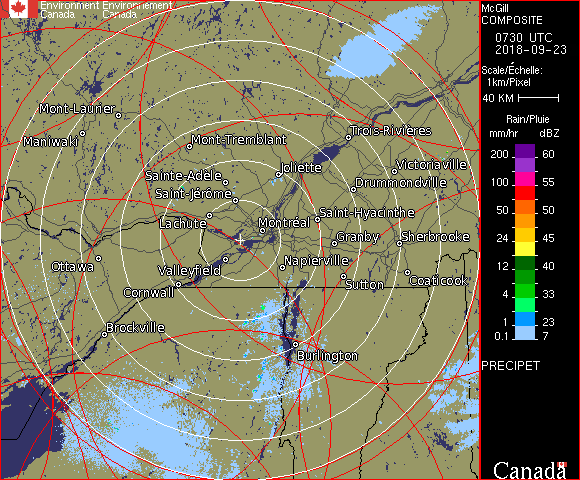 Environment Environnement
Canada Canada
McGill
COMPOSITE
0730 UTC
2018-09-23
Scale/Échelle:
1km/Pixel
40 KM
Rain/Pluie
mm/hr dBZ
200 60
160 57
100 55
50 50
24 45
12 40
4 33
1 23
0.1 7
PRECIPET
Canada
Mont-Laurier
Maniwaki
Mont-Tremblant
Trois-Rivières
Joliette
Victoriaville
Sainte-Adèle
Drummondville
Saint-Jérôme
Lachute
Montréal
Saint-Hyacinthe
Granby
Sherbrooke
Ottawa
Valleyfield
Napierville
Sutton
Coaticook
Cornwall
Brockville
Burlington